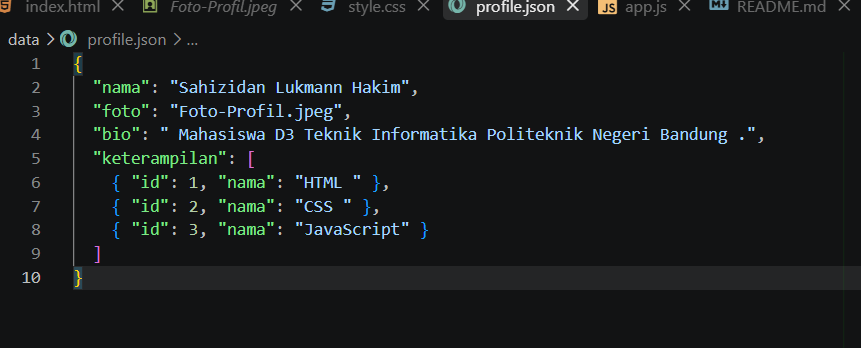 index.html Foto-Profil.jpeg style.css profile.json JS app.js README.md
data > profile.json > ...
1 {
2 "nama": "Sahizidan Lukmann Hakim",
3 "foto": "Foto-Profil.jpeg",
4 "bio": " Mahasiswa D3 Teknik Informatika Politeknik Negeri Bandung .",
5 "keterampilan": [
6 { "id": 1, "nama": "HTML " },
7 { "id": 2, "nama": "CSS " },
8 { "id": 3, "nama": "JavaScript" }
9 ]
10 }